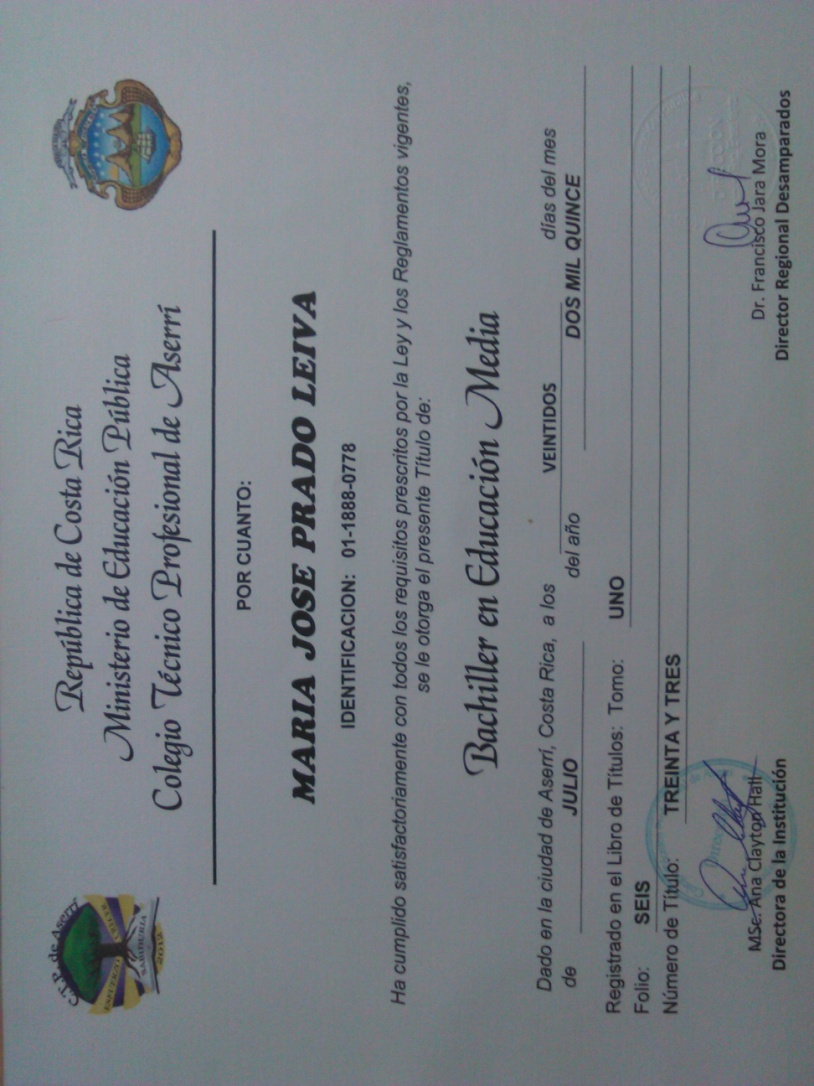 República de Costa Rica
Ministerio de Educación Pública
Colegio Técnico Profesional de Aserrí
C.T.P. de Aserrí
POR CUANTO:
MARIA JOSE PRADO LEIVA
IDENTIFICACION: 01-1888-0778
Ha cumplido satisfactoriamente con todos los requisitos prescritos por la Ley y los Reglamentos vigentes,
se le otorga el presente Título de:
Bachiller en Educación Media
Dado en la ciudad de Aserrí, Costa Rica, a los VEINTIDOS días del mes
de JULIO del año DOS MIL QUINCE
Registrado en el Libro de Títulos: Tomo: UNO
Folio: SEIS
Número de Título: TREINTA Y TRES
MSc. Ana Clayton Hall
Directora de la Institución
Dr. Francisco Jara Mora
Director Regional Desamparados